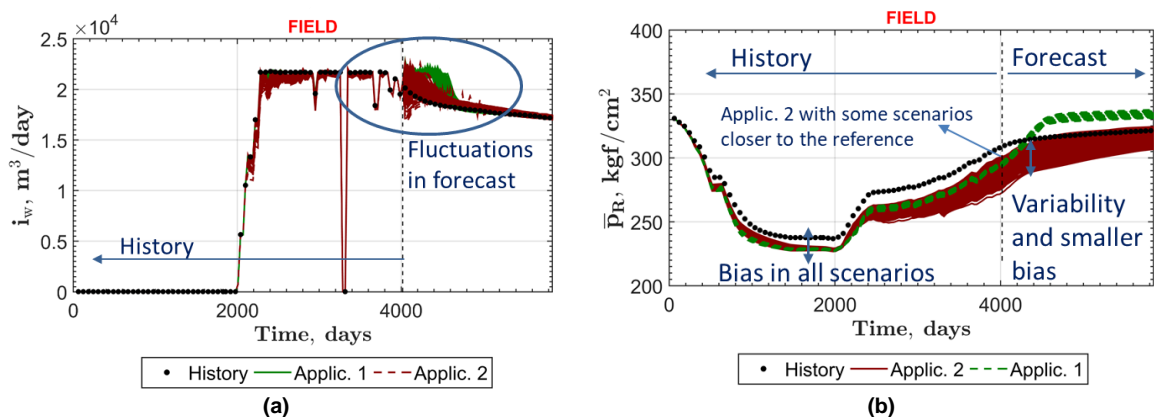 FIELD
×10⁴
2.5
2
1.5
1
0.5
0
0
2000
4000
i_w, m³/day
Time, days
Fluctuations
in forecast
History
History
Applic. 1
Applic. 2
(a)
FIELD
400
350
300
250
200
0
2000
4000
p̅_R, kgf/cm²
Time, days
History
Forecast
Applic. 2 with some scenarios
closer to the reference
Variability
and smaller
bias
Bias in all scenarios
History
Applic. 2
Applic. 1
(b)